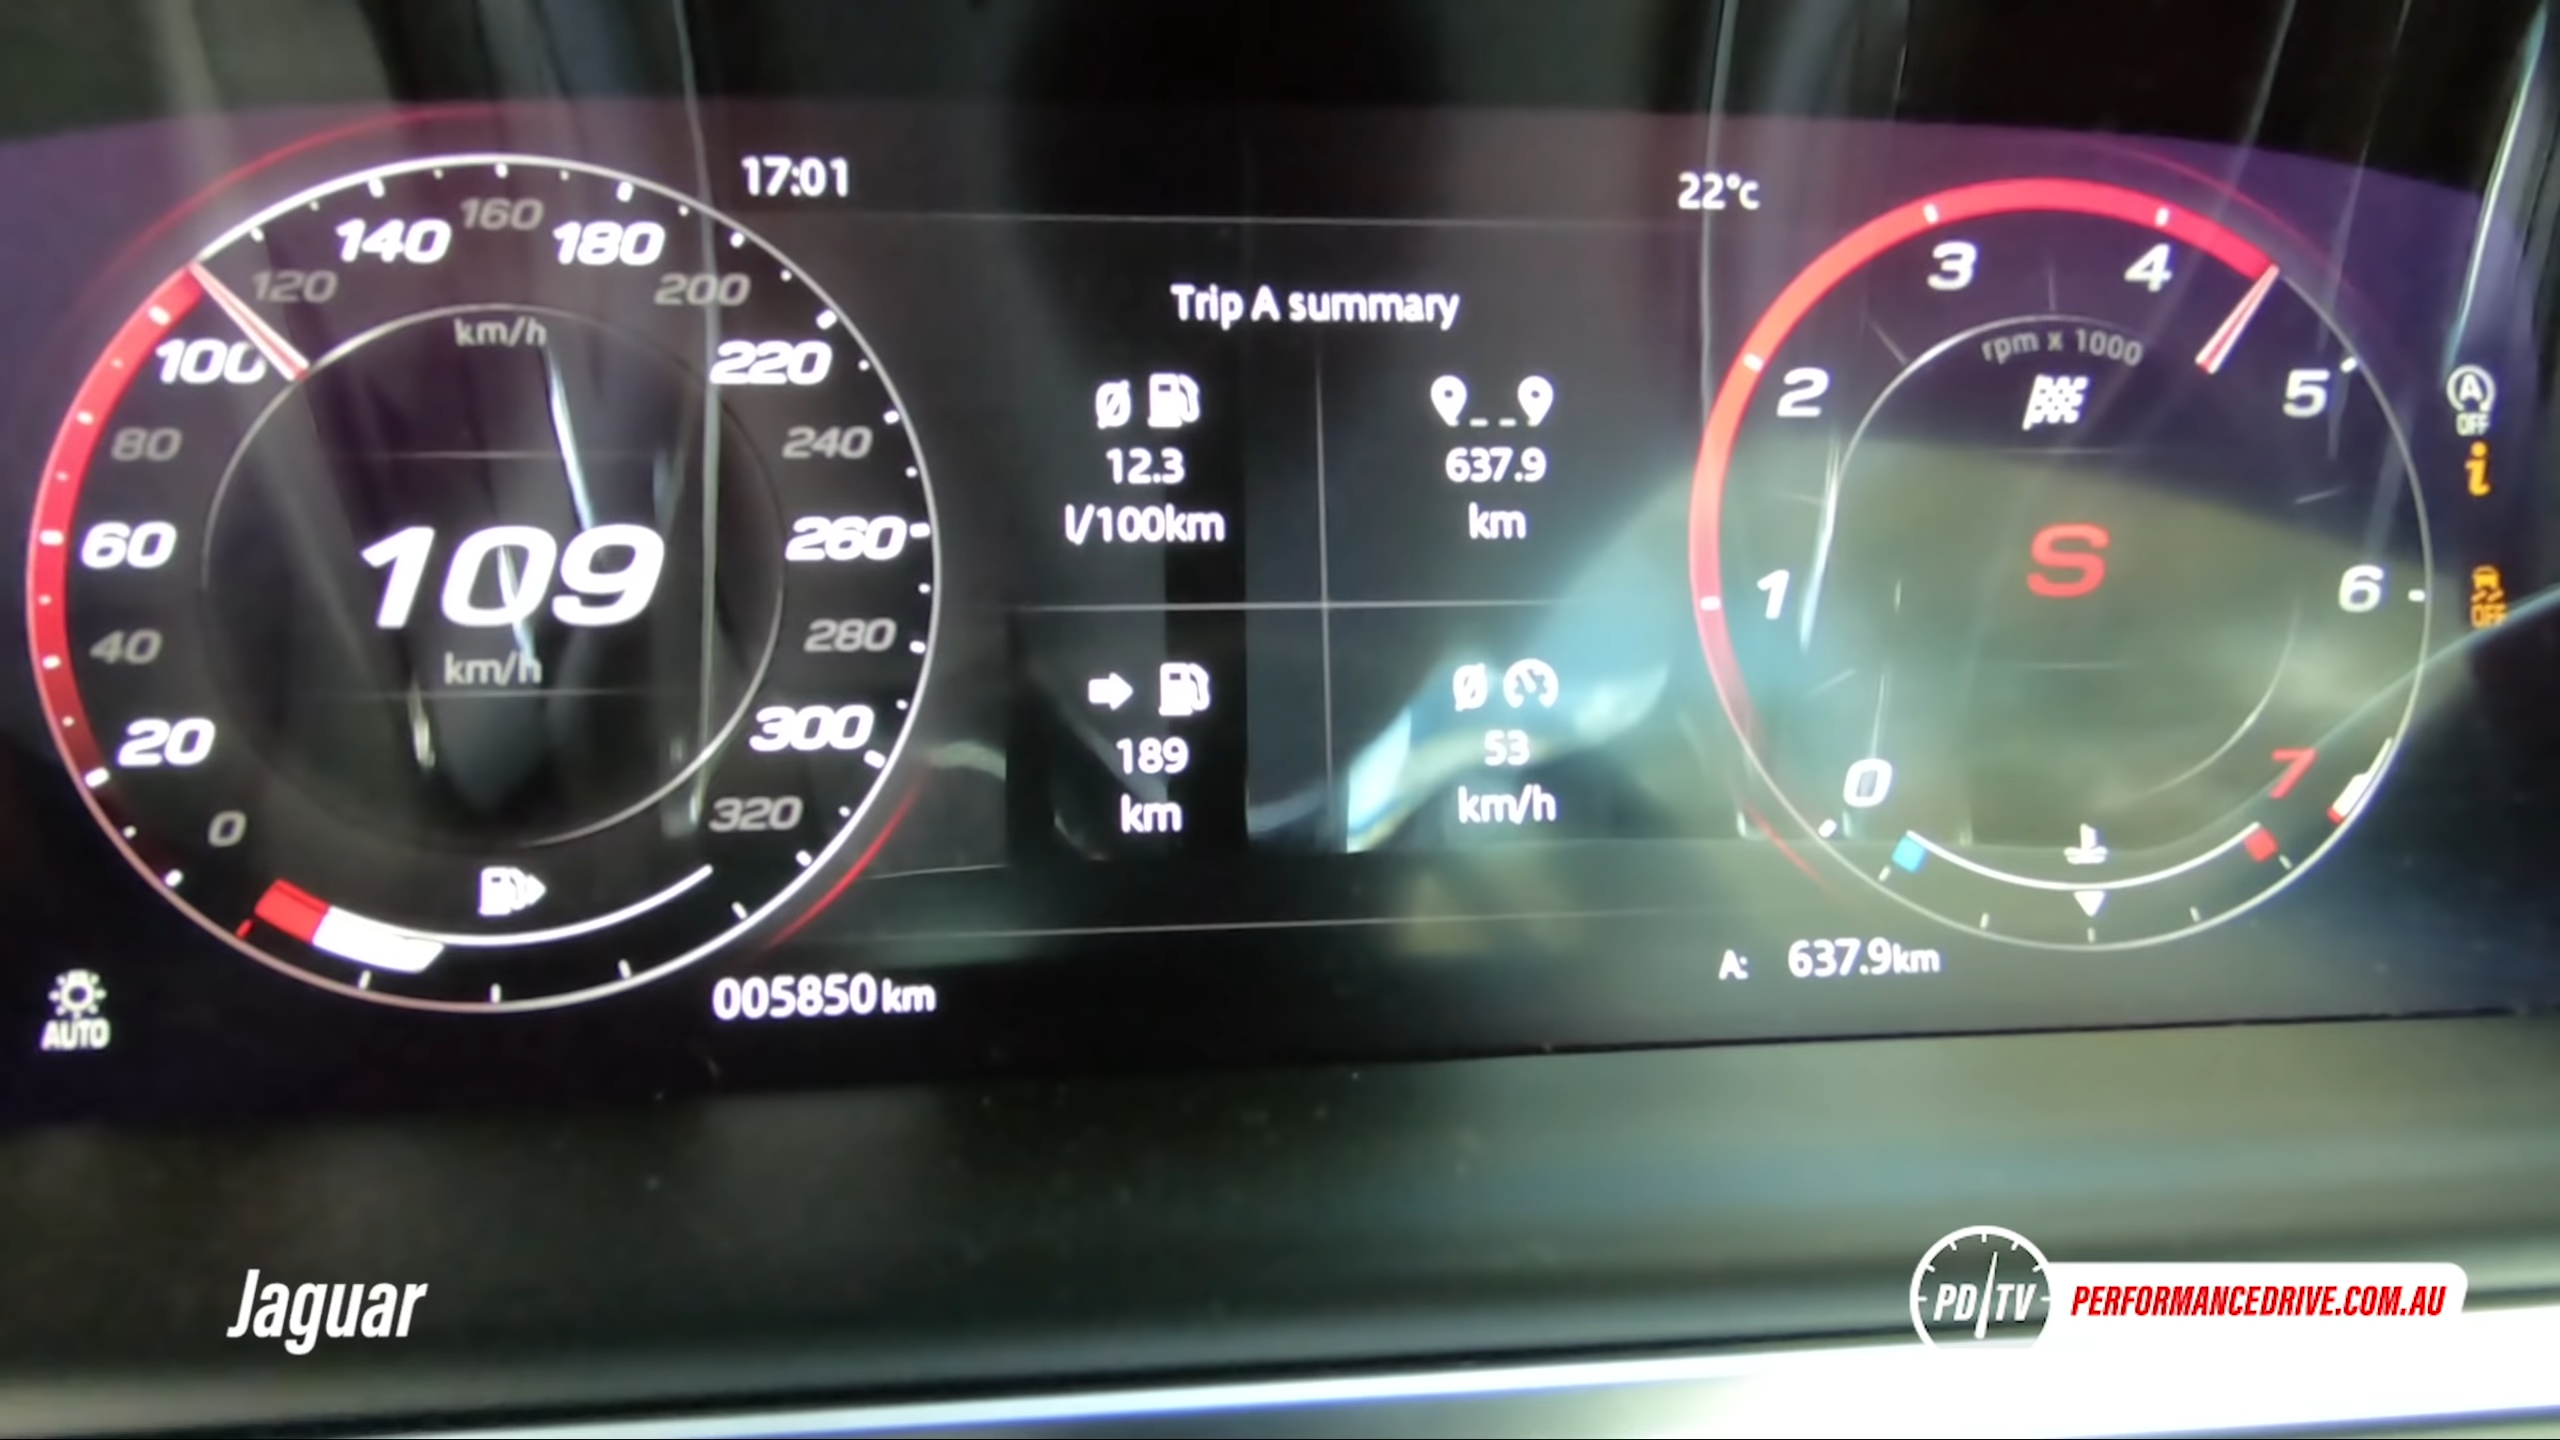 17:01
22°c
Trip A summary
140 160 180
120 200
100 220
80 240
60 260
40 280
20 300
0 320
km/h
109
km/h
Ø
12.3
l/100km
637.9
km
189
km
Ø
53
km/h
3 4
2 5
1 6
0 7
rpm x 1000
S
A
OFF
i
OFF
AUTO
005850 km
A: 637.9km
Jaguar
PD TV
PERFORMANCEDRIVE.COM.AU